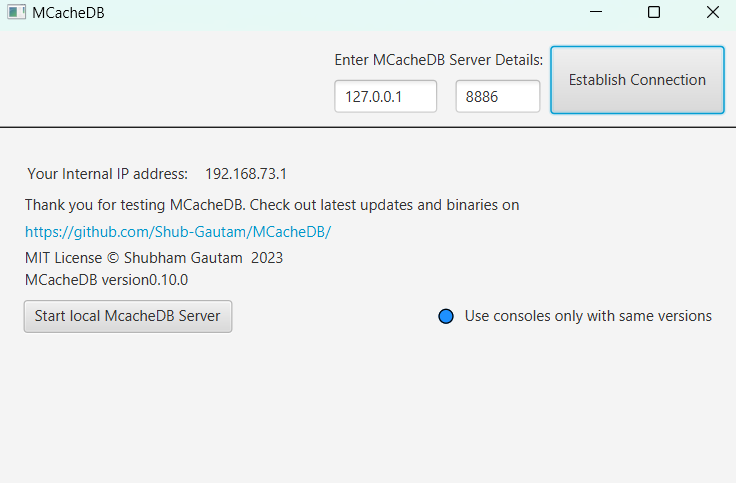 MCacheDB
Enter MCacheDB Server Details:
127.0.0.1
8886
Establish Connection
Your Internal IP address: 192.168.73.1
Thank you for testing MCacheDB. Check out latest updates and binaries on
https://github.com/Shub-Gautam/MCacheDB/
MIT License © Shubham Gautam 2023
MCacheDB version0.10.0
Start local McacheDB Server
Use consoles only with same versions